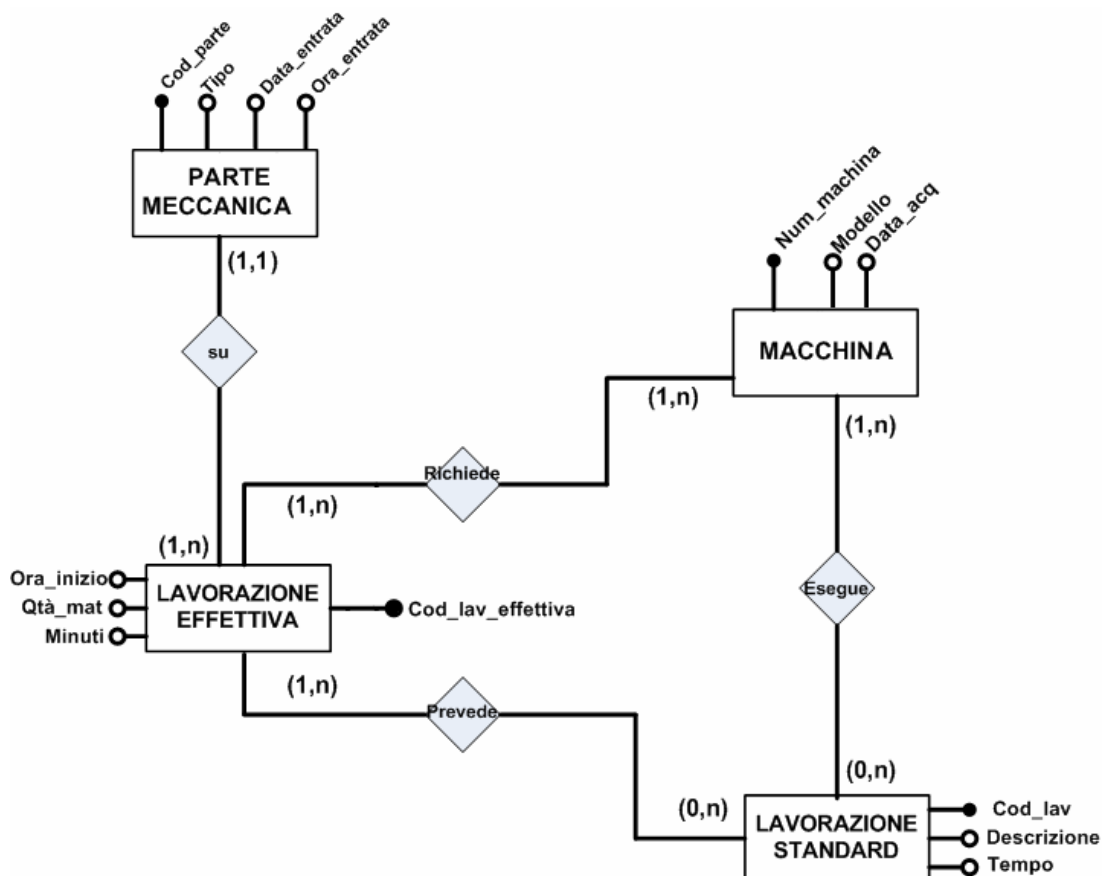 Cod_parte
Tipo
Data_entrata
Ora_entrata
PARTE
MECCANICA
(1,1)
su
Num_machina
Modello
Data_acq
MACCHINA
(1,n)
(1,n)
Richiede
(1,n)
(1,n)
Esegue
Ora_inizio
Qtà_mat
Minuti
LAVORAZIONE
EFFETTIVA
Cod_lav_effettiva
(1,n)
Prevede
(0,n)
(0,n)
LAVORAZIONE
STANDARD
Cod_lav
Descrizione
Tempo